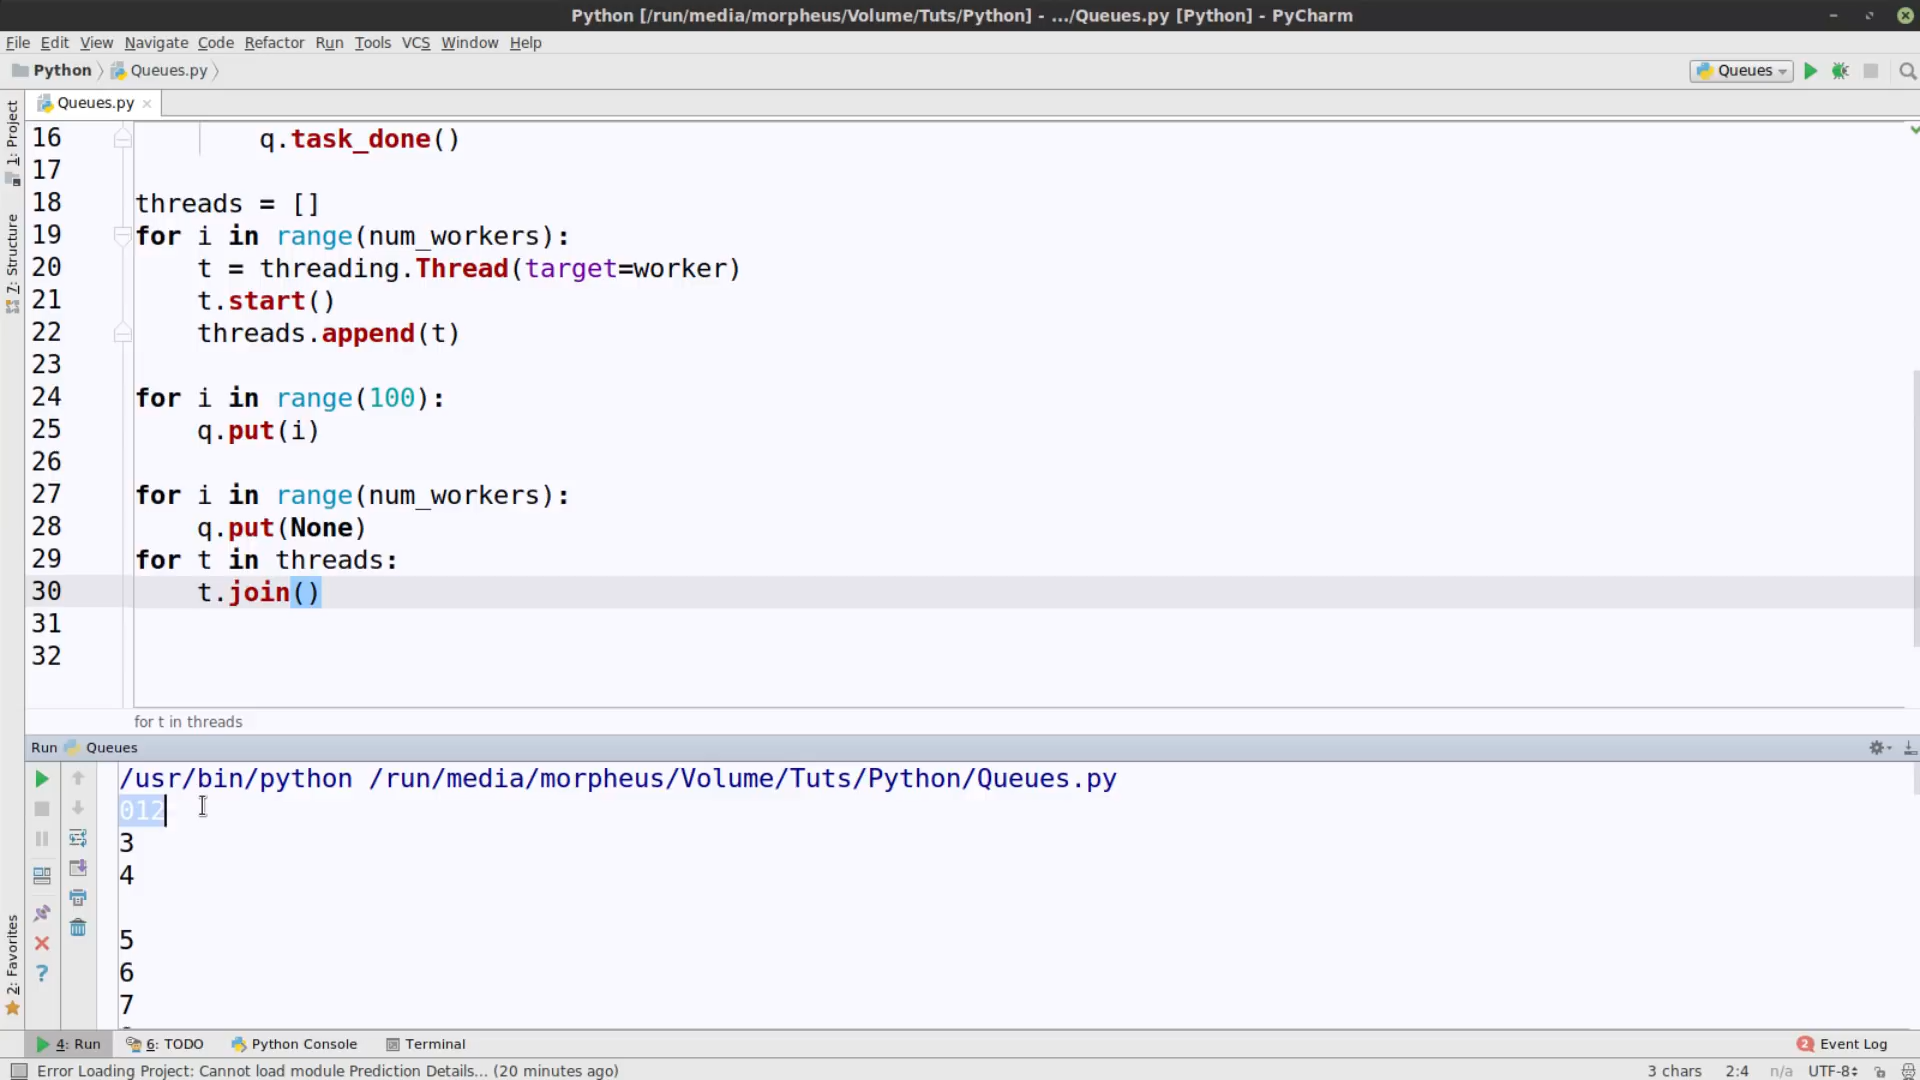 Python [/run/media/morpheus/Volume/Tuts/Python] - .../Queues.py [Python] - PyCharm
File Edit View Navigate Code Refactor Run Tools VCS Window Help
Python Queues.py Queues
Queues.py
1: Project
7: Structure
2: Favorites
16 q.task_done()
17
18 threads = []
19 for i in range(num_workers):
20 t = threading.Thread(target=worker)
21 t.start()
22 threads.append(t)
23
24 for i in range(100):
25 q.put(i)
26
27 for i in range(num_workers):
28 q.put(None)
29 for t in threads:
30 t.join()
31
32
for t in threads
Run Queues
/usr/bin/python /run/media/morpheus/Volume/Tuts/Python/Queues.py
012
3
4
5
6
7
4: Run 6: TODO Python Console Terminal 2 Event Log
Error Loading Project: Cannot load module Prediction Details... (20 minutes ago) 3 chars 2:4 n/a UTF-8